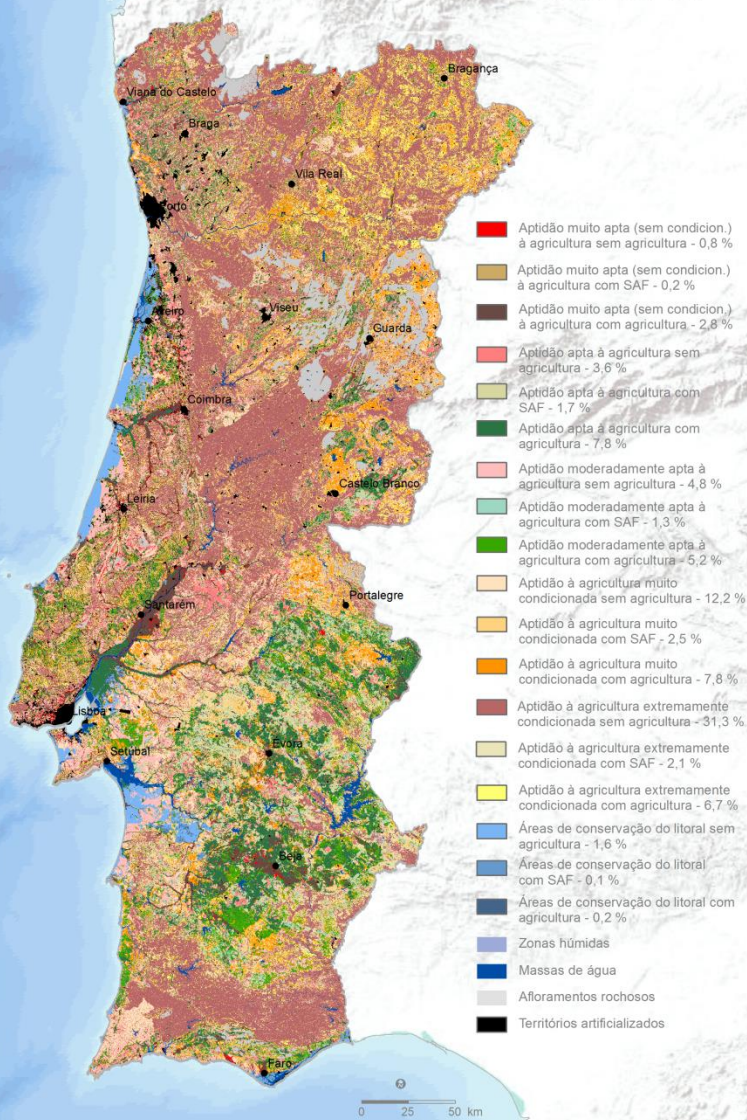 Bragança
Viana do Castelo
Braga
Vila Real
Porto
Viseu
Aveiro
Guarda
Coimbra
Castelo Branco
Leiria
Portalegre
Santarém
Lisboa
Évora
Setúbal
Beja
Faro
Aptidão muito apta (sem condicion.)
à agricultura sem agricultura - 0,8 %
Aptidão muito apta (sem condicion.)
à agricultura com SAF - 0,2 %
Aptidão muito apta (sem condicion.)
à agricultura com agricultura - 2,8 %
Aptidão apta à agricultura sem
agricultura - 3,6 %
Aptidão apta à agricultura com
SAF - 1,7 %
Aptidão apta à agricultura com
agricultura - 7,8 %
Aptidão moderadamente apta à
agricultura sem agricultura - 4,8 %
Aptidão moderadamente apta à
agricultura com SAF - 1,3 %
Aptidão moderadamente apta à
agricultura com agricultura - 5,2 %
Aptidão à agricultura muito
condicionada sem agricultura - 12,2 %
Aptidão à agricultura muito
condicionada com SAF - 2,5 %
Aptidão à agricultura muito
condicionada com agricultura - 7,8 %
Aptidão à agricultura extremamente
condicionada sem agricultura - 31,3 %
Aptidão à agricultura extremamente
condicionada com SAF - 2,1 %
Aptidão à agricultura extremamente
condicionada com agricultura - 6,7 %
Áreas de conservação do litoral sem
agricultura - 1,6 %
Áreas de conservação do litoral
com SAF - 0,1 %
Áreas de conservação do litoral com
agricultura - 0,2 %
Zonas húmidas
Massas de água
Afloramentos rochosos
Territórios artificializados
0 25 50 km